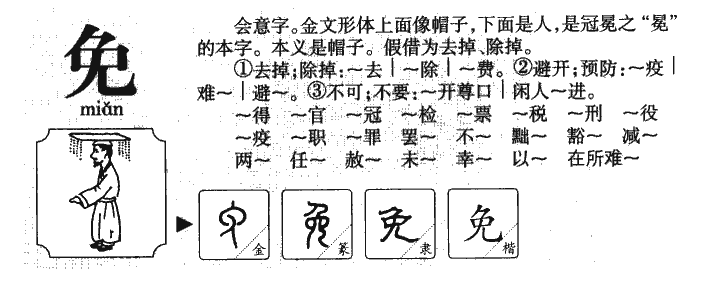 免
miǎn
会意字。金文形体上面像帽子,下面是人,是冠冕之“冕”
的本字。本义是帽子。假借为去掉、除掉。
①去掉;除掉:~去|~除|~费。②避开;预防:~疫|
难~|避~。③不可;不要:~开尊口|闲人~进。
~得 ~官 ~冠 ~检 ~票 ~税 ~刑 ~役
~疫 ~职 ~罪 罢~ 不~ 黜~ 豁~ 减~
两~ 任~ 赦~ 未~ 幸~ 以~ 在所难~
金 篆 免 隶 免 楷